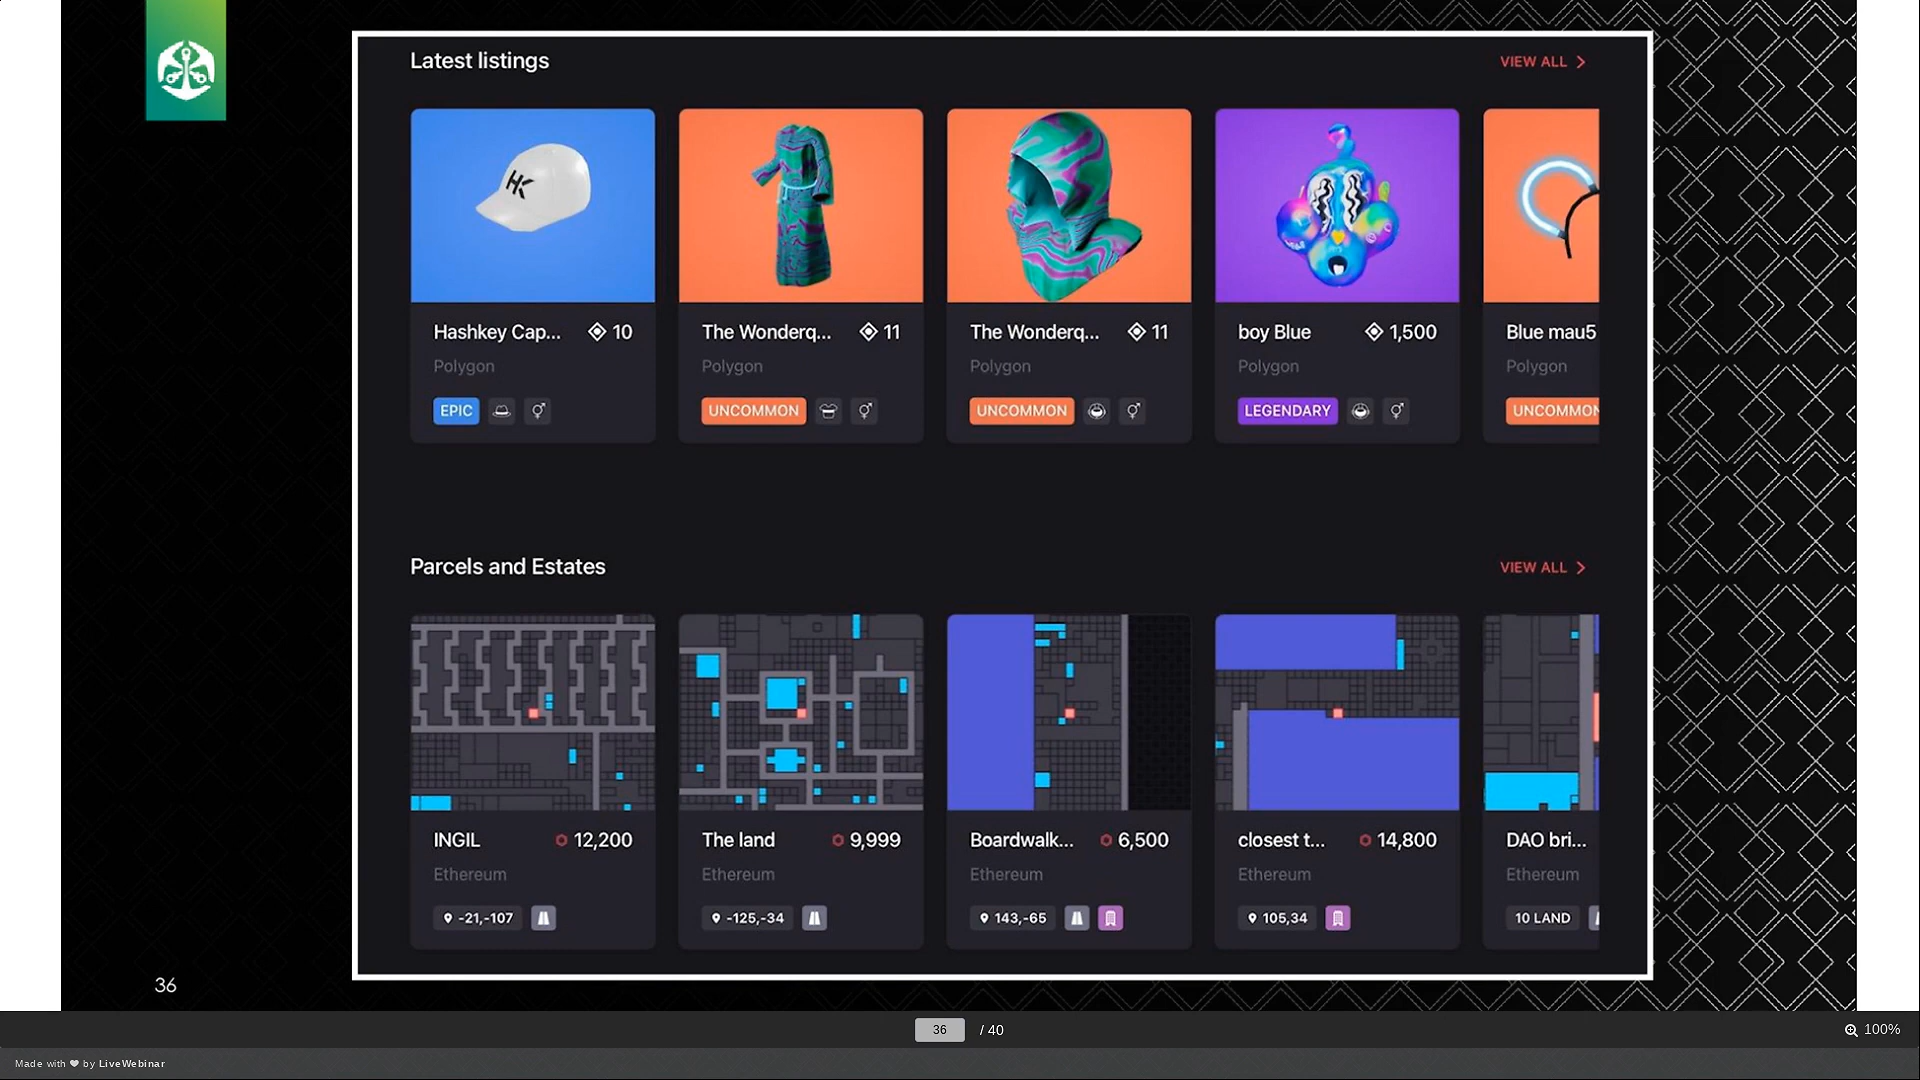 Latest listings
VIEW ALL
Hashkey Cap... 10
Polygon
EPIC
The Wonderq... 11
Polygon
UNCOMMON
The Wonderq... 11
Polygon
UNCOMMON
boy Blue 1,500
Polygon
LEGENDARY
Blue mau5
Polygon
UNCOMMON
Parcels and Estates
VIEW ALL
INGIL 12,200
Ethereum
-21,-107
The land 9,999
Ethereum
-125,-34
Boardwalk... 6,500
Ethereum
143,-65
closest t... 14,800
Ethereum
105,34
DAO bri...
Ethereum
10 LAND
36
36 / 40
100%
Made with ♥ by LiveWebinar